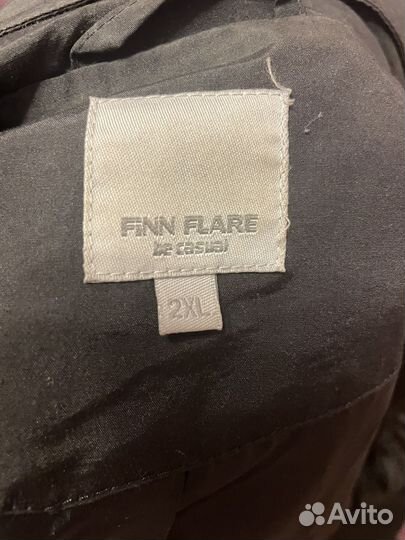 FiNN FLARE
be casual
2XL
Avito